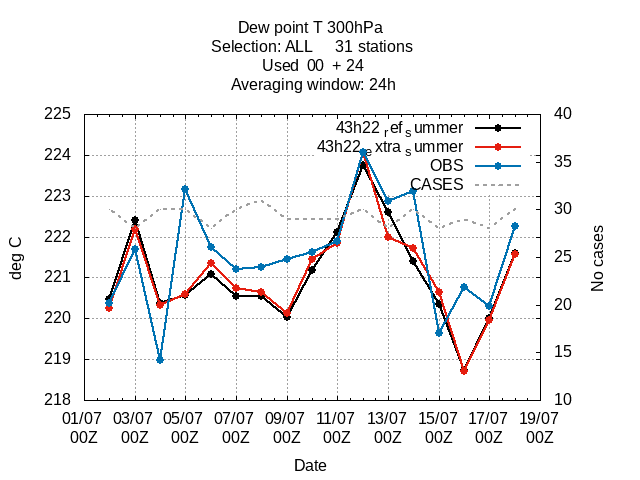 Dew point T 300hPa
Selection: ALL 31 stations
Used 00 + 24
Averaging window: 24h
225 40
43h22_ref_summer
43h22_extra_summer
224 35
OBS
CASES
223 30
222
25
221
220 20
219 15
218 10
deg C
No cases
01/07 03/07 05/07 07/07 09/07 11/07 13/07 15/07 17/07 19/07
00Z 00Z 00Z 00Z 00Z 00Z 00Z 00Z 00Z 00Z
Date